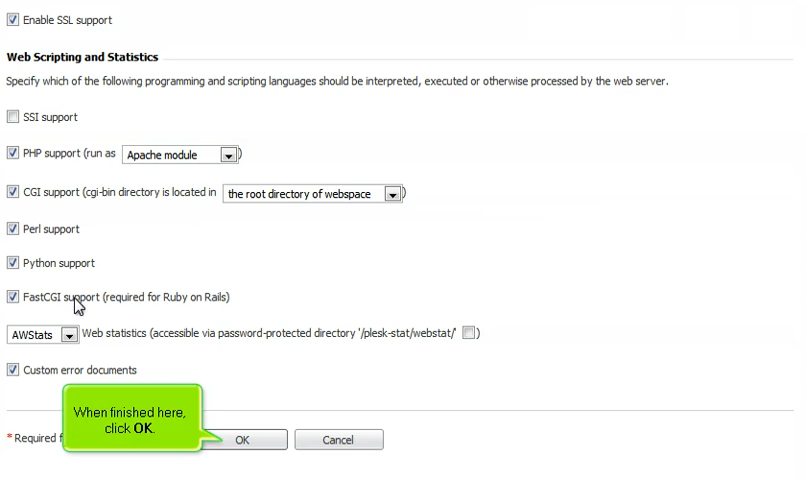 Enable SSL support
Web Scripting and Statistics
Specify which of the following programming and scripting languages should be interpreted, executed or otherwise processed by the web server.
SSI support
PHP support (run as Apache module)
CGI support (cgi-bin directory is located in the root directory of webspace)
Perl support
Python support
FastCGI support (required for Ruby on Rails)
AWStats Web statistics (accessible via password-protected directory '/plesk-stat/webstat/' )
Custom error documents
When finished here,
click OK.
* Required f
OK Cancel